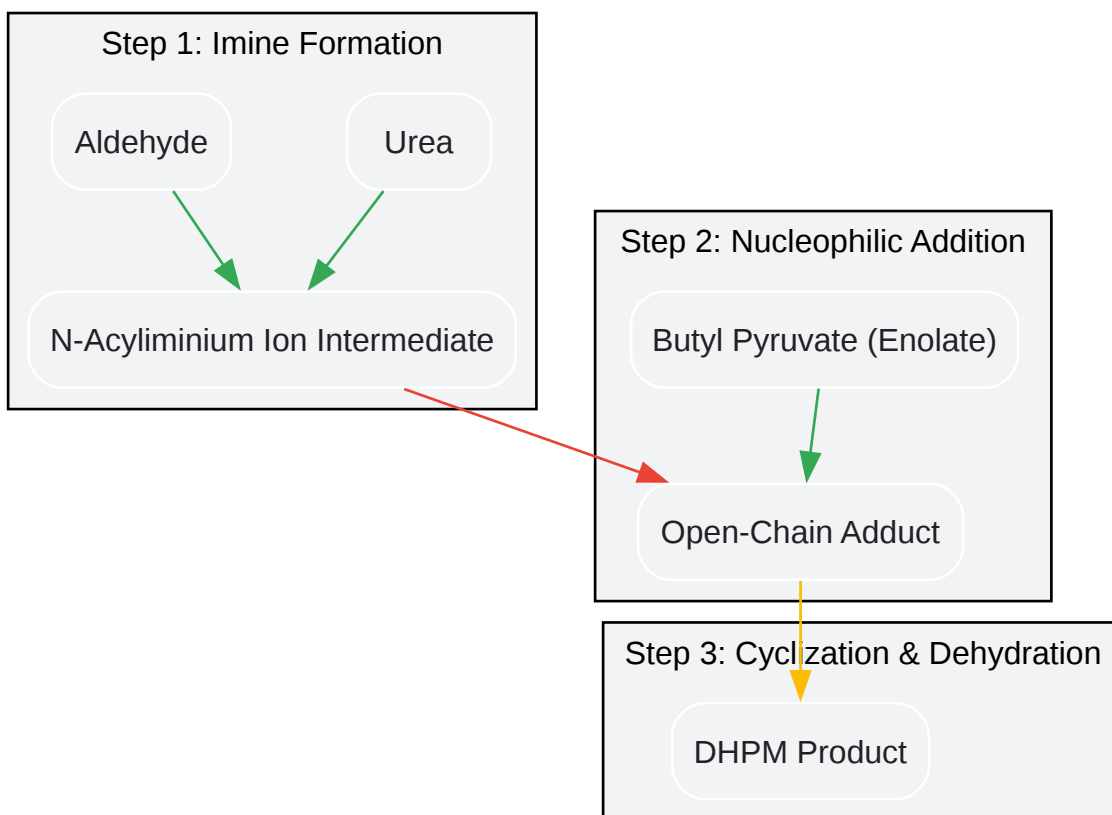 Step 1: Imine Formation
Aldehyde
Urea
N-Acyliminium Ion Intermediate
Step 2: Nucleophilic Addition
Butyl Pyruvate (Enolate)
Open-Chain Adduct
Step 3: Cyclization & Dehydration
DHPM Product